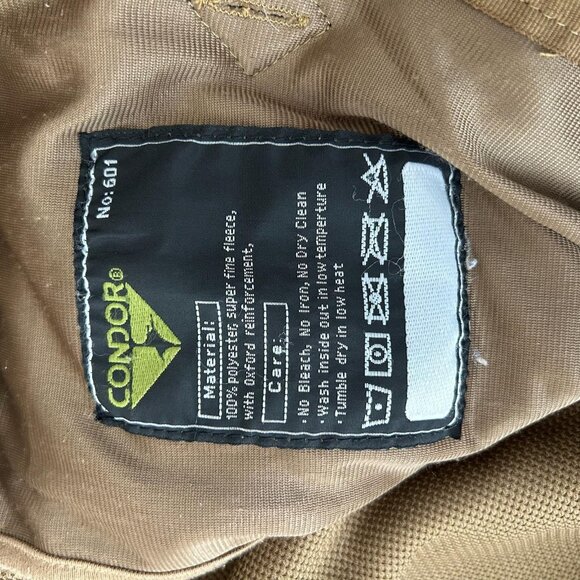 CONDOR®
No: 601
Material:
100% polyester, super fine fleece,
with Oxford reinforcement,
Care:
· No Bleach, No Iron, No Dry Clean
· Wash inside out in low temperture
· Tumble dry in low heat